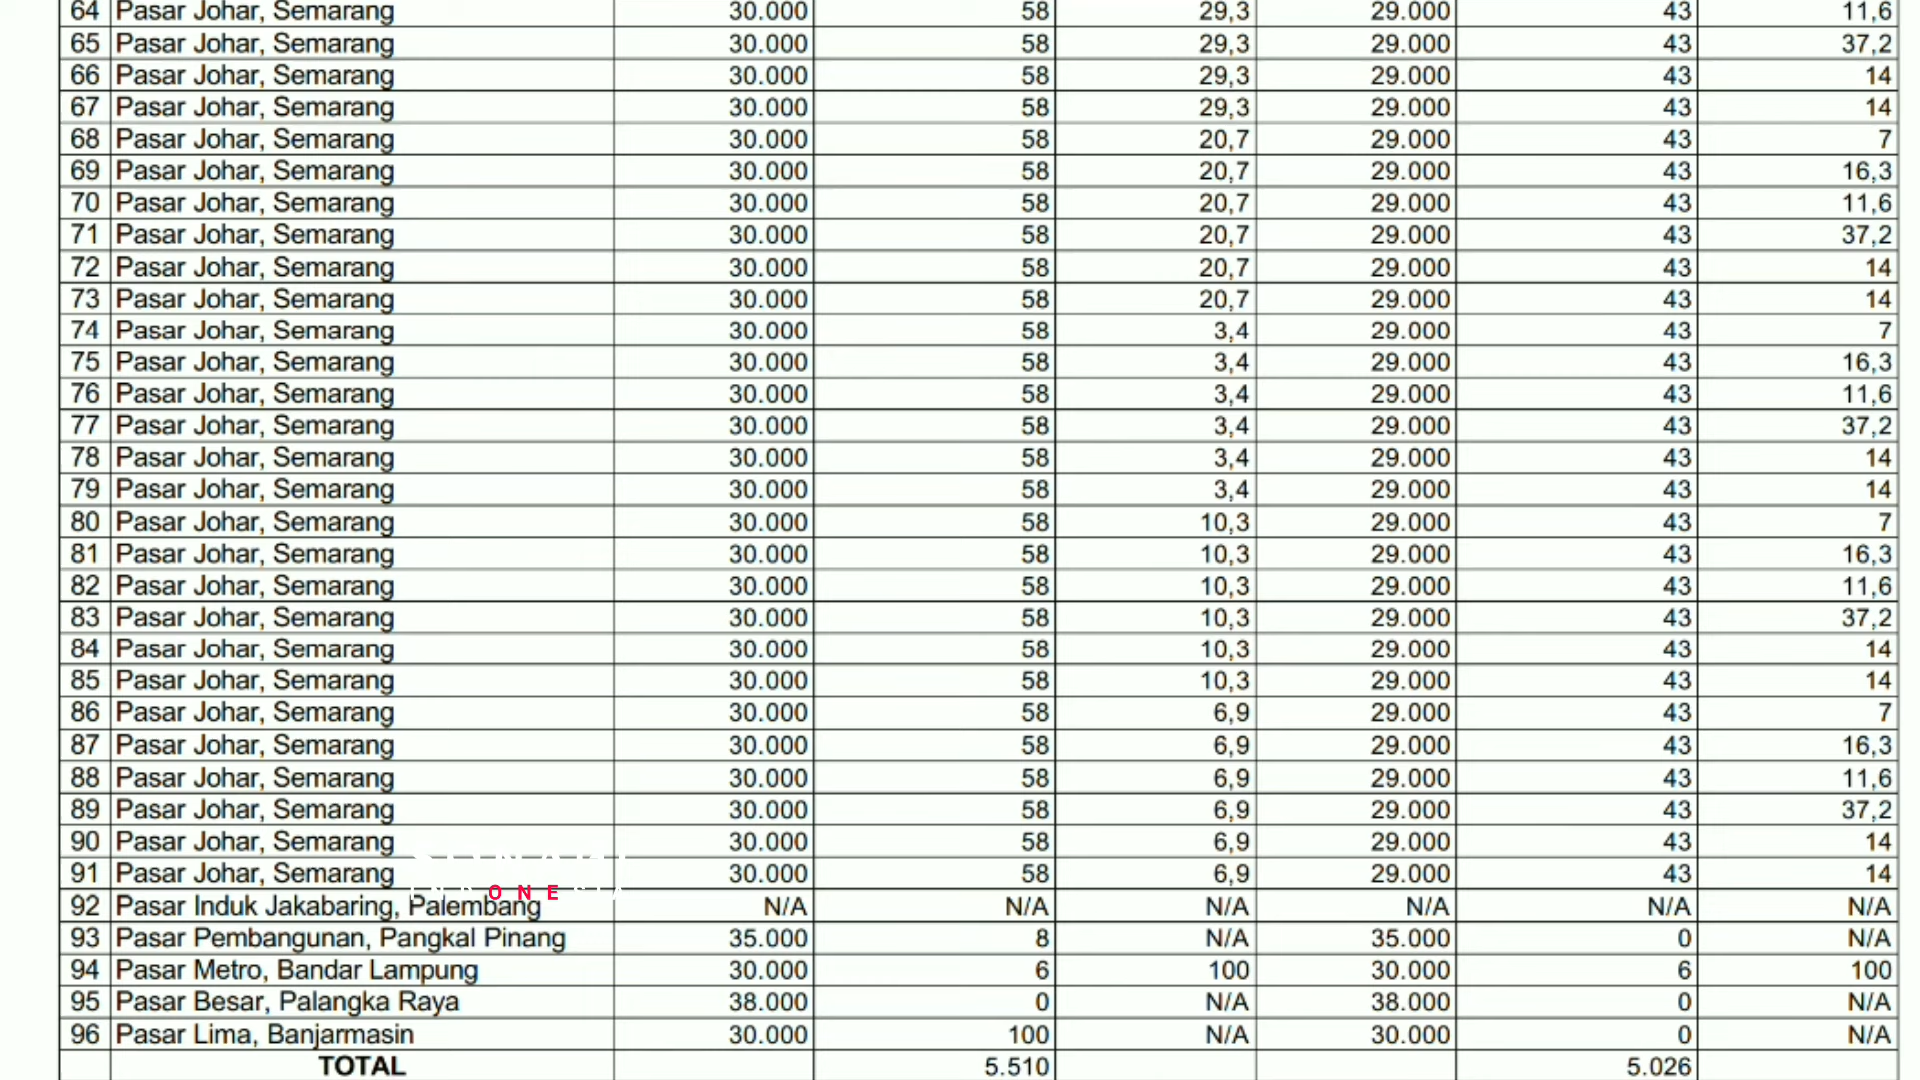 64 Pasar Johar, Semarang 30.000 58 29,3 29.000 43 11,6
65 Pasar Johar, Semarang 30.000 58 29,3 29.000 43 37,2
66 Pasar Johar, Semarang 30.000 58 29,3 29.000 43 14
67 Pasar Johar, Semarang 30.000 58 29,3 29.000 43 14
68 Pasar Johar, Semarang 30.000 58 20,7 29.000 43 7
69 Pasar Johar, Semarang 30.000 58 20,7 29.000 43 16,3
70 Pasar Johar, Semarang 30.000 58 20,7 29.000 43 11,6
71 Pasar Johar, Semarang 30.000 58 20,7 29.000 43 37,2
72 Pasar Johar, Semarang 30.000 58 20,7 29.000 43 14
73 Pasar Johar, Semarang 30.000 58 20,7 29.000 43 14
74 Pasar Johar, Semarang 30.000 58 3,4 29.000 43 7
75 Pasar Johar, Semarang 30.000 58 3,4 29.000 43 16,3
76 Pasar Johar, Semarang 30.000 58 3,4 29.000 43 11,6
77 Pasar Johar, Semarang 30.000 58 3,4 29.000 43 37,2
78 Pasar Johar, Semarang 30.000 58 3,4 29.000 43 14
79 Pasar Johar, Semarang 30.000 58 3,4 29.000 43 14
80 Pasar Johar, Semarang 30.000 58 10,3 29.000 43 7
81 Pasar Johar, Semarang 30.000 58 10,3 29.000 43 16,3
82 Pasar Johar, Semarang 30.000 58 10,3 29.000 43 11,6
83 Pasar Johar, Semarang 30.000 58 10,3 29.000 43 37,2
84 Pasar Johar, Semarang 30.000 58 10,3 29.000 43 14
85 Pasar Johar, Semarang 30.000 58 10,3 29.000 43 14
86 Pasar Johar, Semarang 30.000 58 6,9 29.000 43 7
87 Pasar Johar, Semarang 30.000 58 6,9 29.000 43 16,3
88 Pasar Johar, Semarang 30.000 58 6,9 29.000 43 11,6
89 Pasar Johar, Semarang 30.000 58 6,9 29.000 43 37,2
90 Pasar Johar, Semarang 30.000 58 6,9 29.000 43 14
91 Pasar Johar, Semarang 30.000 58 6,9 29.000 43 14
ONE
92 Pasar Induk Jakabaring, Palembang N/A N/A N/A N/A N/A N/A
93 Pasar Pembangunan, Pangkal Pinang 35.000 8 N/A 35.000 0 N/A
94 Pasar Metro, Bandar Lampung 30.000 6 100 30.000 6 100
95 Pasar Besar, Palangka Raya 38.000 0 N/A 38.000 0 N/A
96 Pasar Lima, Banjarmasin 30.000 100 N/A 30.000 0 N/A
TOTAL 5.510 5.026